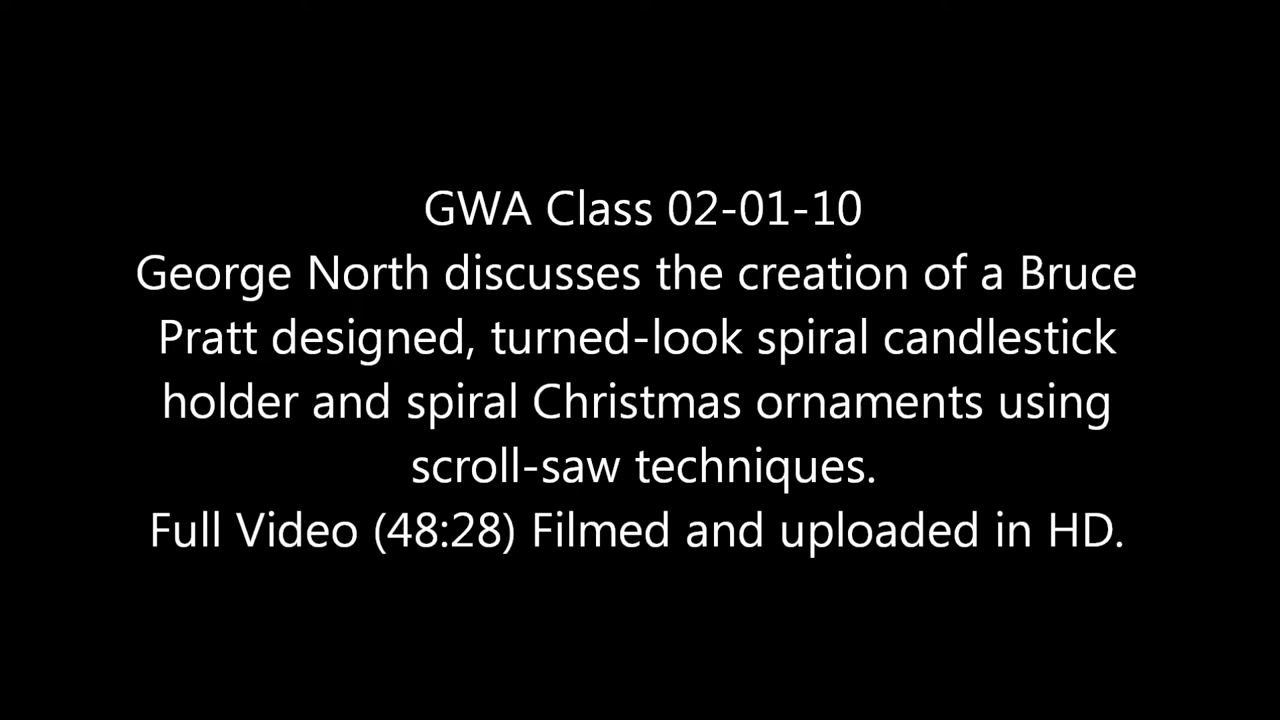 GWA Class 02-01-10
George North discusses the creation of a Bruce
Pratt designed, turned-look spiral candlestick
holder and spiral Christmas ornaments using
scroll-saw techniques.
Full Video (48:28) Filmed and uploaded in HD.